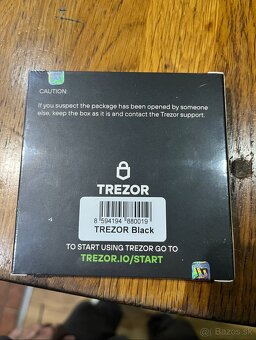 CAUTION:
If you suspect the package has been opened by someone
else, keep the box as it is and contact the Trezor support.
TREZOR
8 594194 880019
TREZOR Black
TO START USING TREZOR GO TO
TREZOR.IO/START
© Bazos.sk